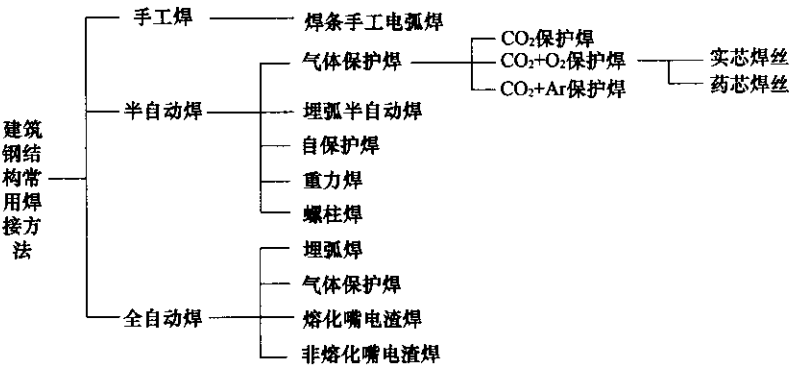 建筑
钢结
构常
用焊
接方
法
手工焊
焊条手工电弧焊
半自动焊
气体保护焊
CO₂保护焊
CO₂+O₂保护焊
实芯焊丝
药芯焊丝
CO₂+Ar保护焊
埋弧半自动焊
自保护焊
重力焊
螺柱焊
全自动焊
埋弧焊
气体保护焊
熔化嘴电渣焊
非熔化嘴电渣焊